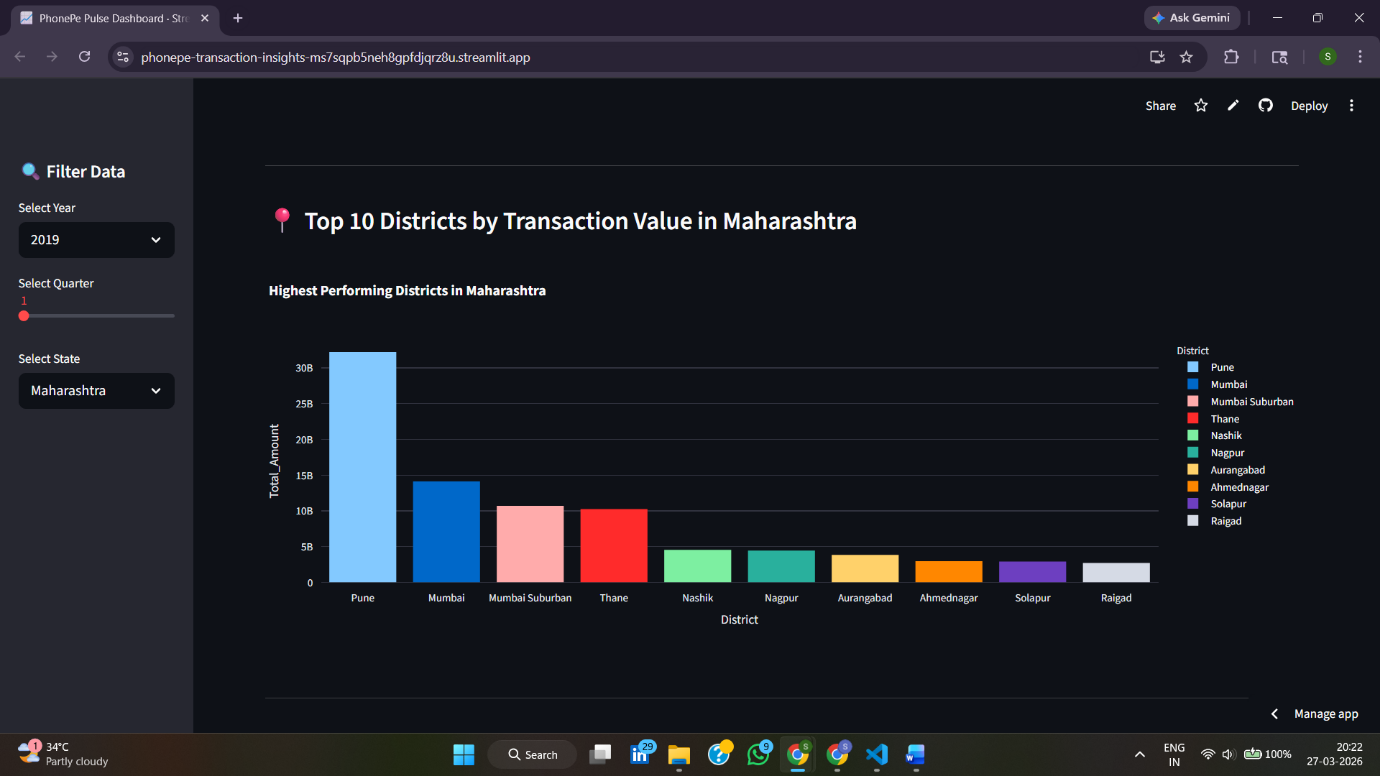 PhonePe Pulse Dashboard - Stre
Ask Gemini
phonepe-transaction-insights-ms7sqpb5neh8gpfdjqrz8u.streamlit.app
S
Share
Deploy
Filter Data
Select Year
2019
Select Quarter
1
Select State
Maharashtra
Top 10 Districts by Transaction Value in Maharashtra
Highest Performing Districts in Maharashtra
Total_Amount
30B
25B
20B
15B
10B
5B
0
Pune Mumbai Mumbai Suburban Thane Nashik Nagpur Aurangabad Ahmednagar Solapur Raigad
District
District
Pune
Mumbai
Mumbai Suburban
Thane
Nashik
Nagpur
Aurangabad
Ahmednagar
Solapur
Raigad
Manage app
1
34°C
Partly cloudy
Search
29
9
S
S
ENG
IN
100%
20:22
27-03-2026